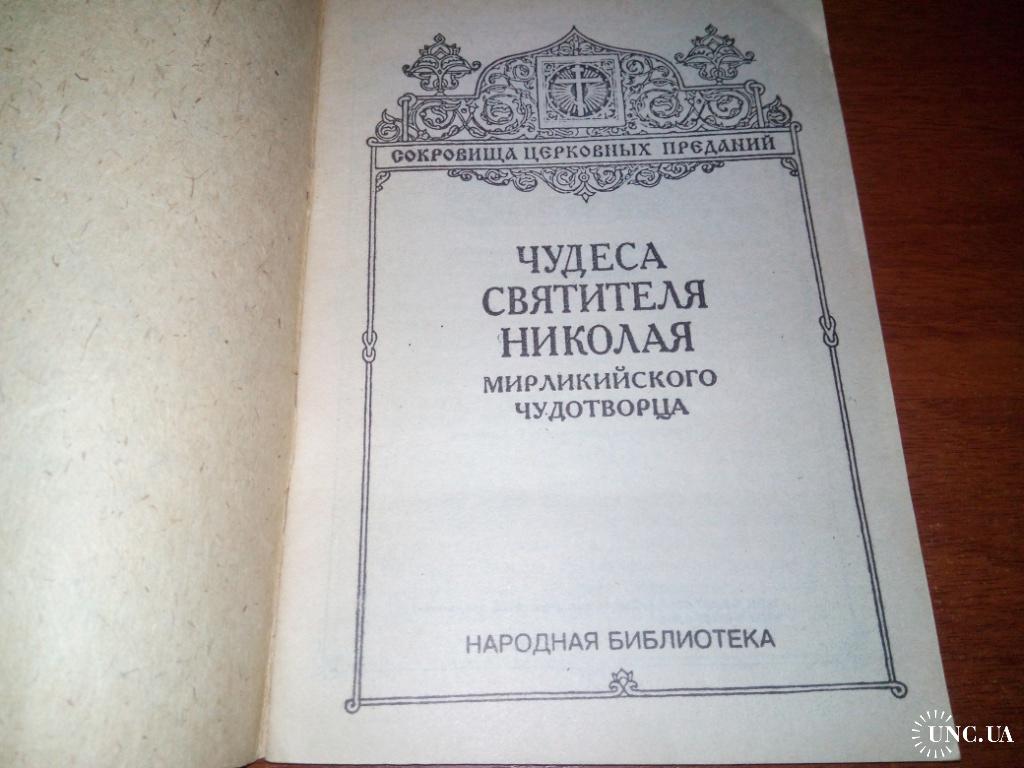 СОКРОВИЩА ЦЕРКОВНЫХ ПРЕДАНИЙ
ЧУДЕСА
СВЯТИТЕЛЯ
НИКОЛАЯ
МИРЛИКИЙСКОГО
ЧУДОТВОРЦА
НАРОДНАЯ БИБЛИОТЕКА
UNC.UA